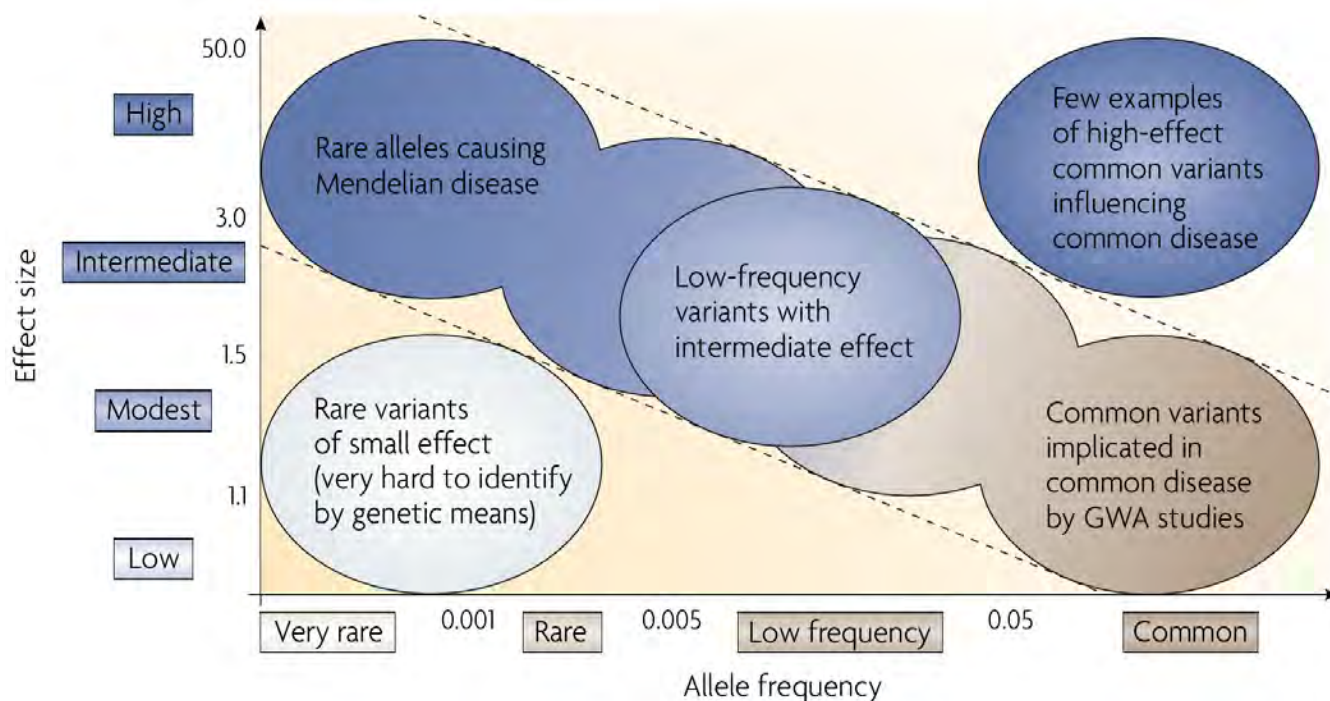 50.0
High
3.0
Intermediate
Effect size
1.5
Modest
1.1
Low
Rare alleles causing
Mendelian disease
Few examples
of high-effect
common variants
influencing
common disease
Low-frequency
variants with
intermediate effect
Rare variants
of small effect
(very hard to identify
by genetic means)
Common variants
implicated in
common disease
by GWA studies
Very rare
0.001
Rare
0.005
Low frequency
0.05
Common
Allele frequency